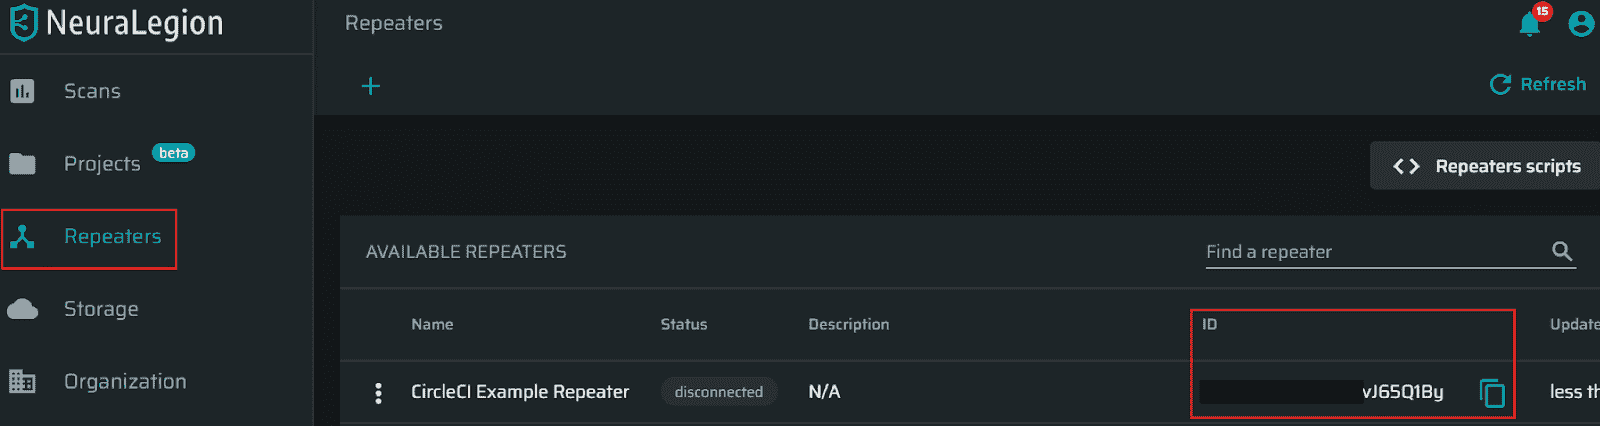 NeuraLegion
Repeaters
15
Refresh
Scans
Projects beta
Repeaters
Storage
Organization
Repeaters scripts
AVAILABLE REPEATERS
Find a repeater
Name Status Description ID Update
CircleCI Example Repeater disconnected N/A vJ65Q1By less th